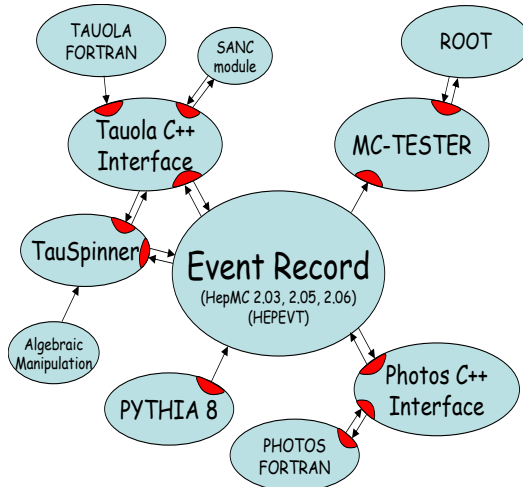 TAUOLA
FORTRAN
SANC
module
ROOT
Tauola C++
Interface
MC-TESTER
TauSpinner
Event Record
(HepMC 2.03, 2.05, 2.06)
(HEPEVT)
Algebraic
Manipulation
PYTHIA 8
Photos C++
Interface
PHOTOS
FORTRAN